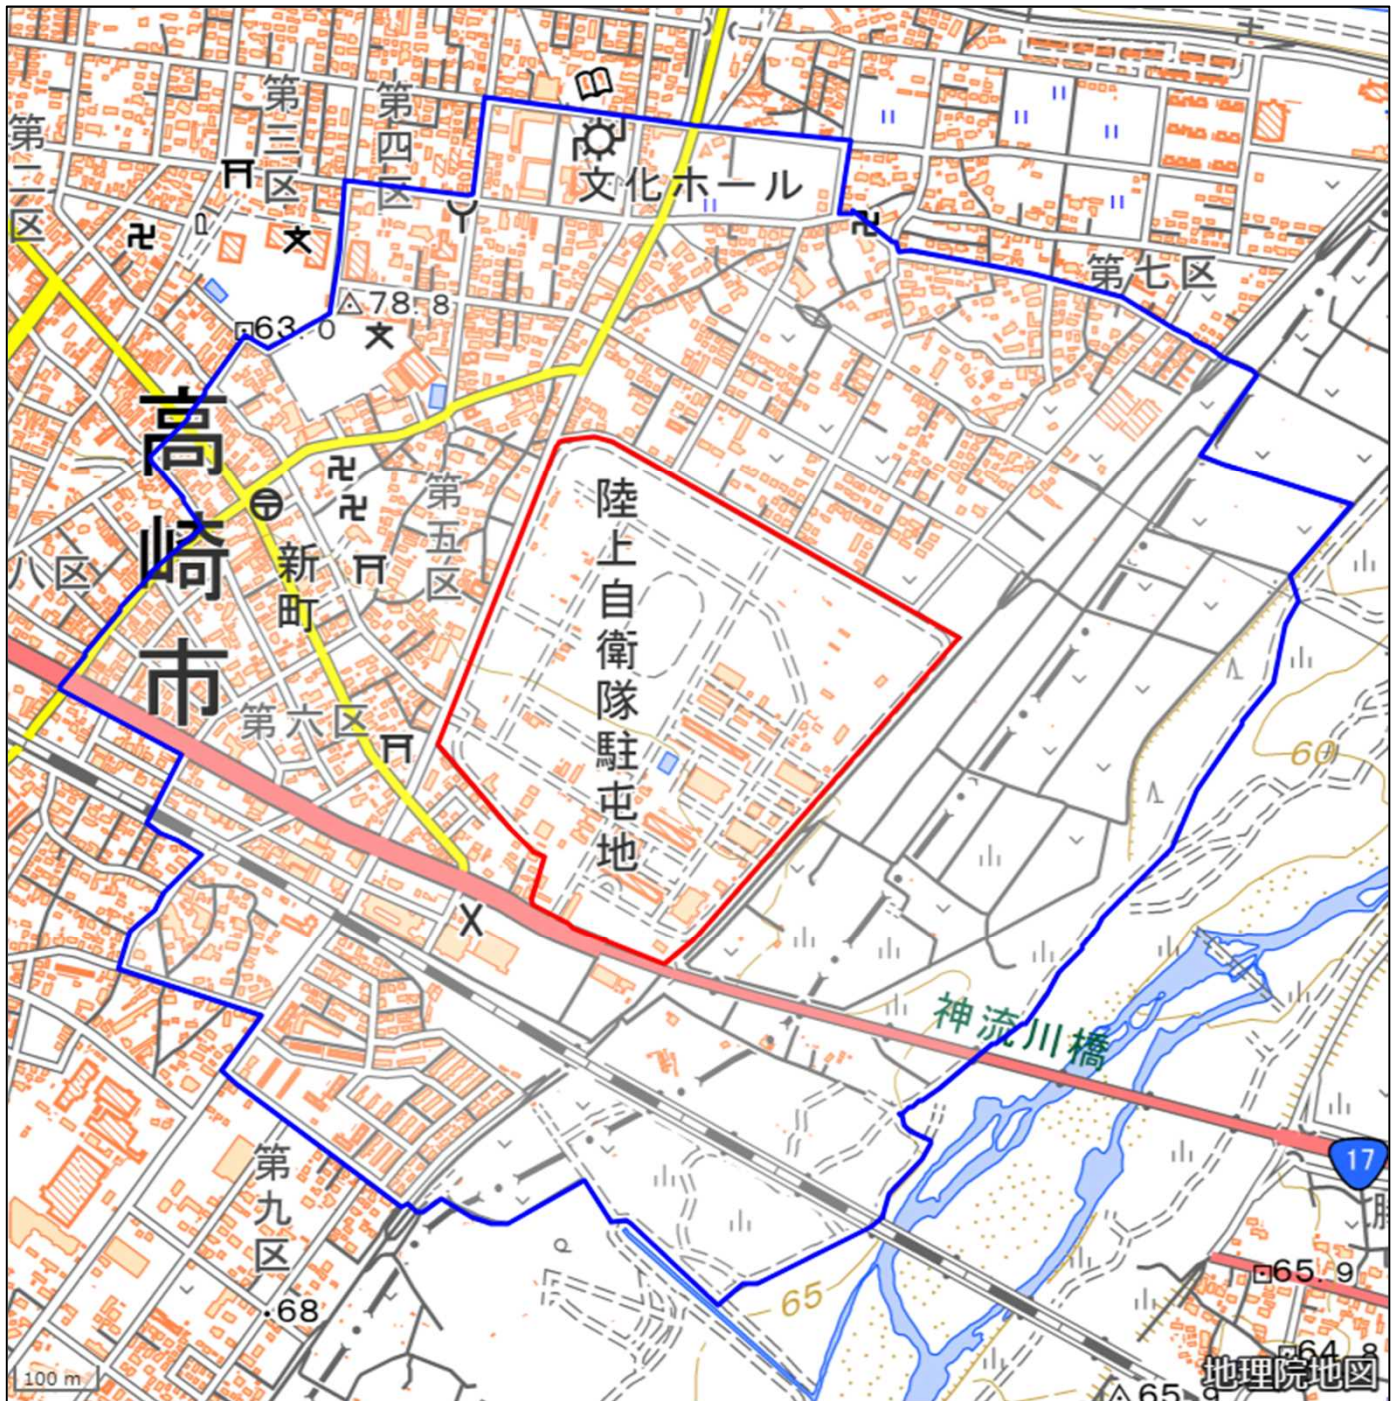 第三区
第四区
第二区
文化ホール
第七区
78.8
63.0
高崎市
第五区
陸上自衛隊駐屯地
新町
八区
第六区
60
神流川橋
17
第九区
65
65.9
68
64.8
65.9
100 m
地理院地図